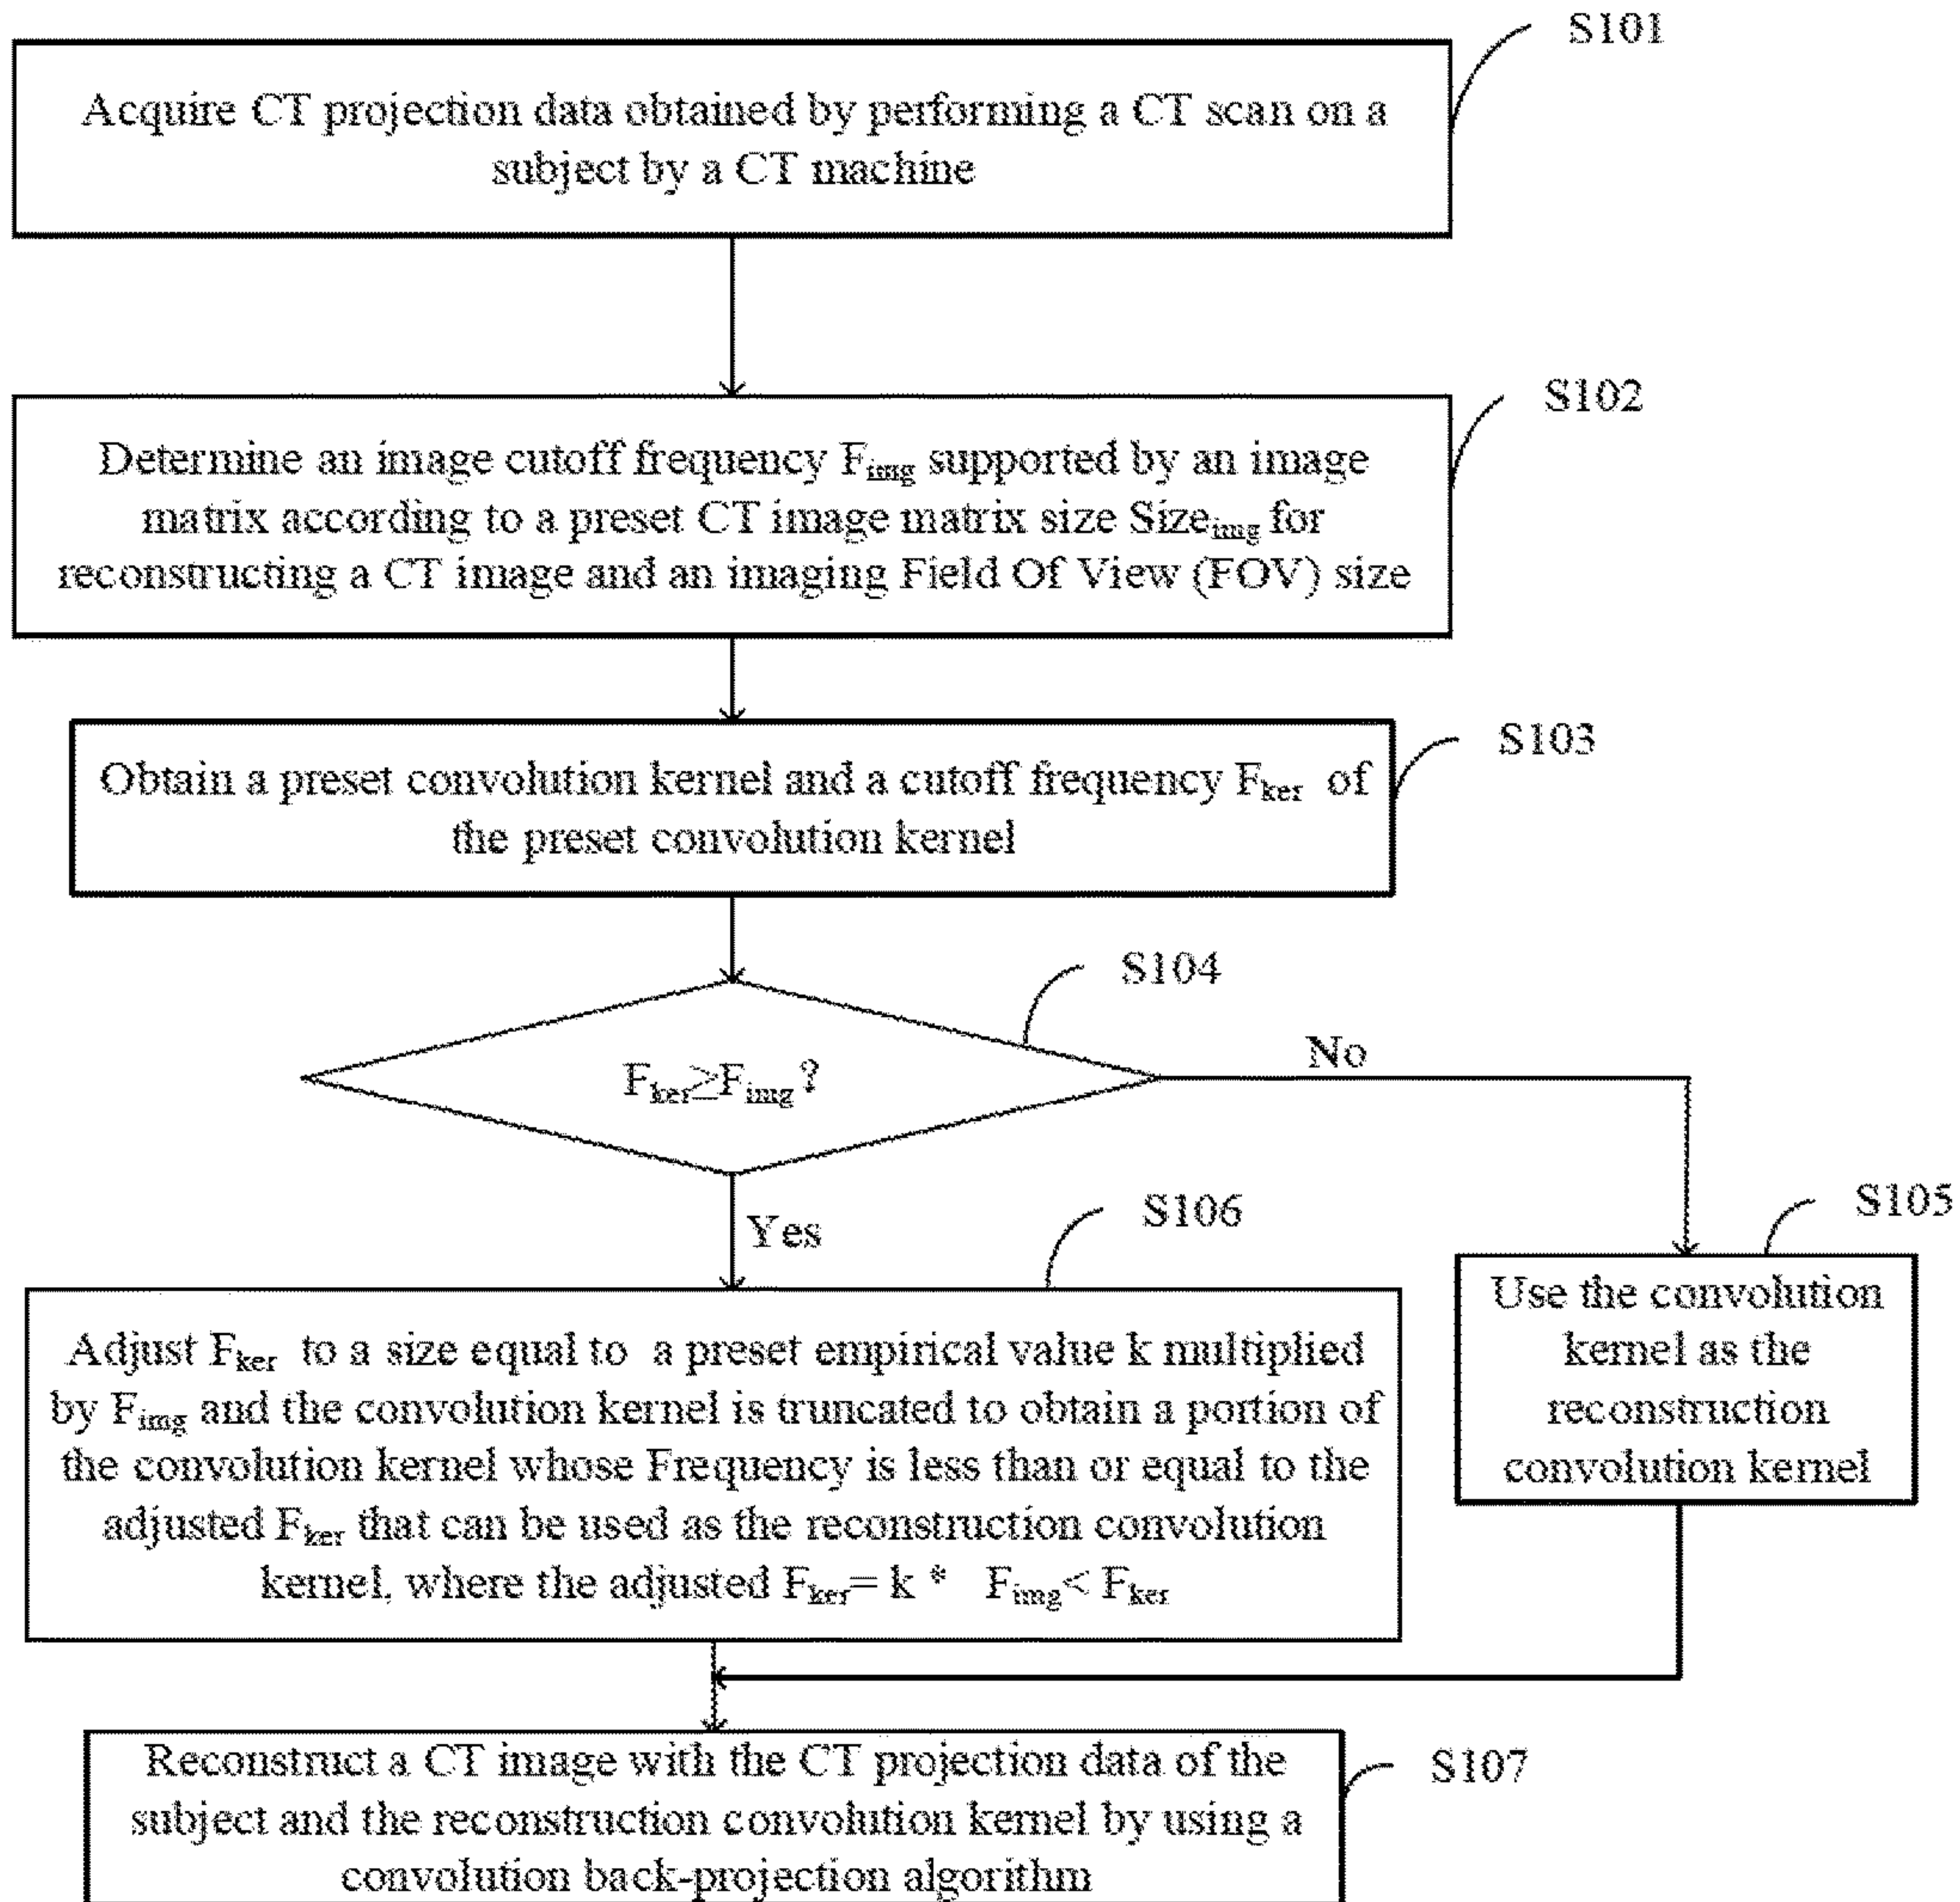 S101
Acquire CT projection data obtained by performing a CT scan on a
subject by a CT machine
S102
Determine an image cutoff frequency Fimg supported by an image
matrix according to a preset CT image matrix size Sizeimg for
reconstructing a CT image and an imaging Field Of View (FOV) size
S103
Obtain a preset convolution kernel and a cutoff frequency Fker of
the preset convolution kernel
S104
Fker≥Fimg?
No
Yes
S106
S105
Adjust Fker to a size equal to a preset empirical value k multiplied
by Fimg and the convolution kernel is truncated to obtain a portion of
the convolution kernel whose Frequency is less than or equal to the
adjusted Fker that can be used as the reconstruction convolution
kernel, where the adjusted Fker= k * Fimg< Fker
Use the convolution
kernel as the
reconstruction
convolution kernel
S107
Reconstruct a CT image with the CT projection data of the
subject and the reconstruction convolution kernel by using a
convolution back-projection algorithm